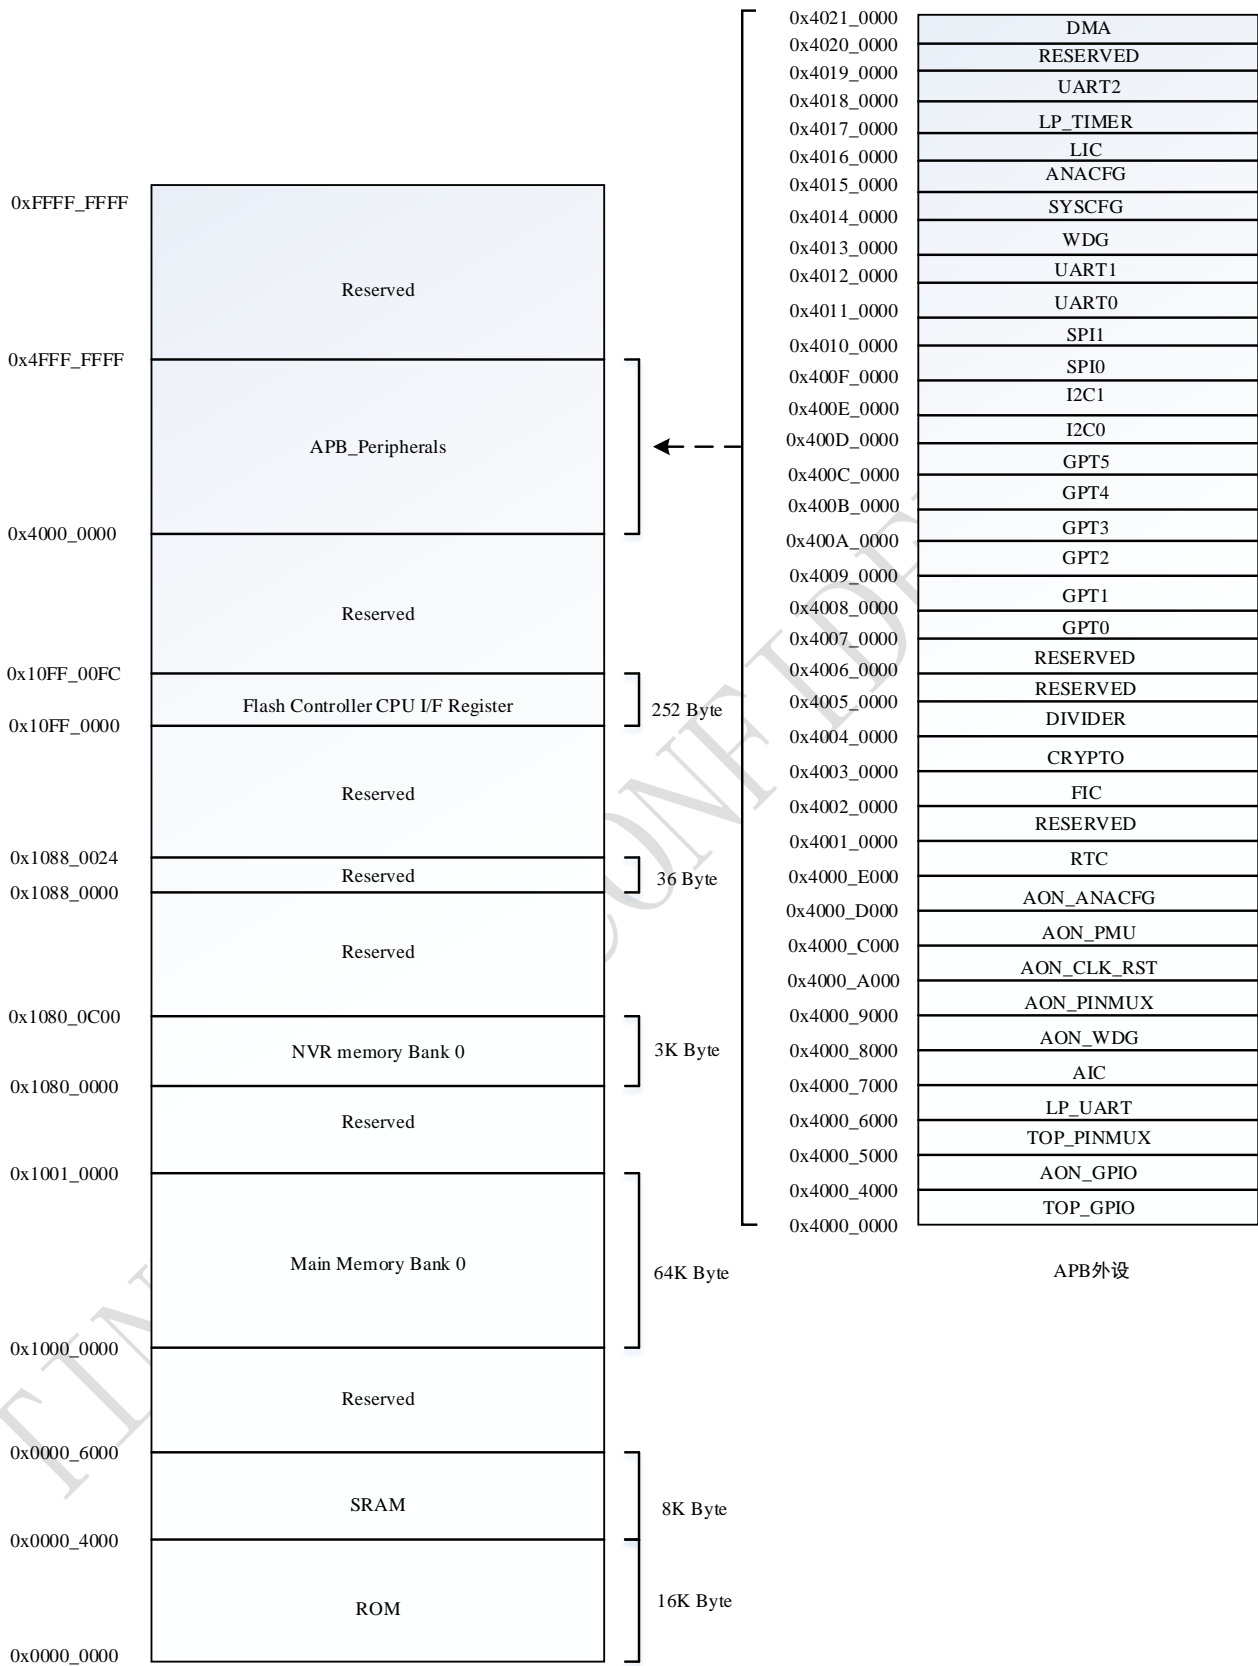 0xFFFF_FFFF
Reserved
0x4FFF_FFFF
APB_Peripherals
0x4000_0000
Reserved
0x10FF_00FC
Flash Controller CPU I/F Register
252 Byte
0x10FF_0000
Reserved
0x1088_0024
Reserved
36 Byte
0x1088_0000
Reserved
0x1080_0C00
NVR memory Bank 0
3K Byte
0x1080_0000
Reserved
0x1001_0000
Main Memory Bank 0
64K Byte
0x1000_0000
Reserved
0x0000_6000
SRAM
8K Byte
0x0000_4000
ROM
16K Byte
0x0000_0000
0x4021_0000
DMA
0x4020_0000
RESERVED
0x4019_0000
UART2
0x4018_0000
LP_TIMER
0x4017_0000
LIC
0x4016_0000
ANACFG
0x4015_0000
SYSCFG
0x4014_0000
WDG
0x4013_0000
UART1
0x4012_0000
UART0
0x4011_0000
SPI1
0x4010_0000
SPI0
0x400F_0000
I2C1
0x400E_0000
I2C0
0x400D_0000
GPT5
0x400C_0000
GPT4
0x400B_0000
GPT3
0x400A_0000
GPT2
0x4009_0000
GPT1
0x4008_0000
GPT0
0x4007_0000
RESERVED
0x4006_0000
RESERVED
0x4005_0000
DIVIDER
0x4004_0000
CRYPTO
0x4003_0000
FIC
0x4002_0000
RESERVED
0x4001_0000
RTC
0x4000_E000
AON_ANACFG
0x4000_D000
AON_PMU
0x4000_C000
AON_CLK_RST
0x4000_A000
AON_PINMUX
0x4000_9000
AON_WDG
0x4000_8000
AIC
0x4000_7000
LP_UART
0x4000_6000
TOP_PINMUX
0x4000_5000
AON_GPIO
0x4000_4000
TOP_GPIO
0x4000_0000
APB外设